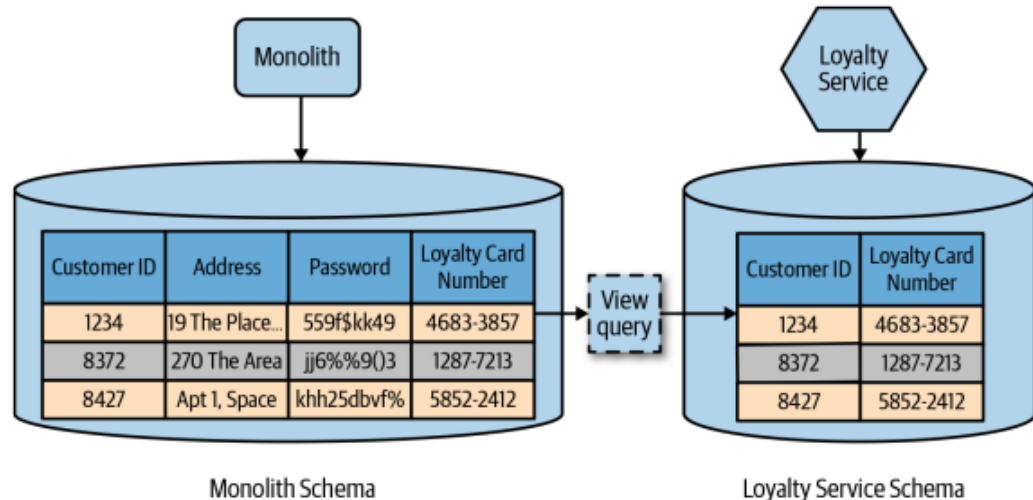 Monolith
Loyalty
Service
Customer ID Address Password Loyalty Card
Number
1234 19 The Place... 559f$kk49 4683-3857
8372 270 The Area jj6%%9()3 1287-7213
8427 Apt 1, Space khh25dbvf% 5852-2412
View
query
Customer ID Loyalty Card
Number
1234 4683-3857
8372 1287-7213
8427 5852-2412
Monolith Schema
Loyalty Service Schema